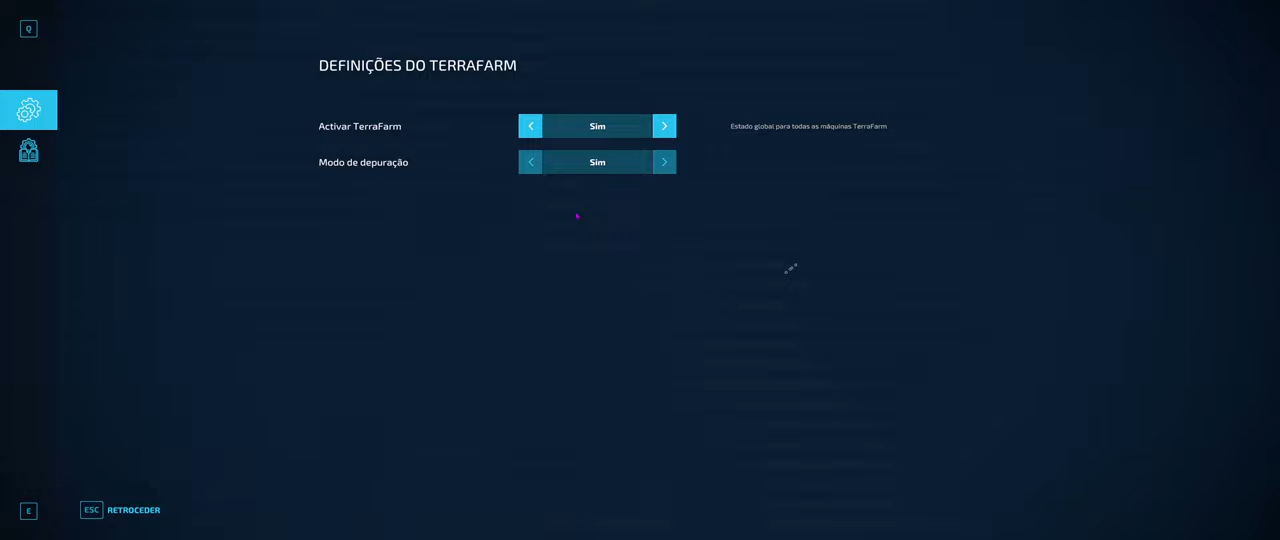 Q
DEFINIÇÕES DO TERRAFARM
Activar TerraFarm
Sim
Estado global para todas as máquinas TerraFarm
Modo de depuração
Sim
E
ESC RETROCEDER